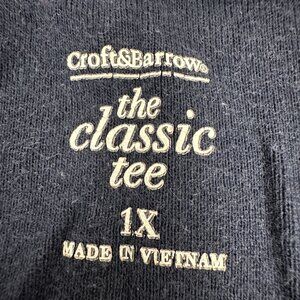 Croft&Barrow®
the
classic
tee
1X
MADE IN VIETNAM